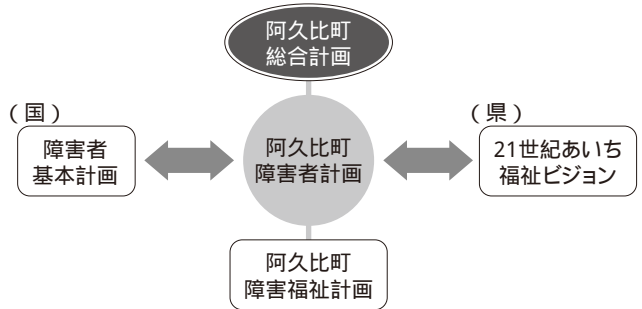 阿久比町
総合計画
（国）
障害者
基本計画
阿久比町
障害者計画
（県）
21世紀あいち
福祉ビジョン
阿久比町
障害福祉計画